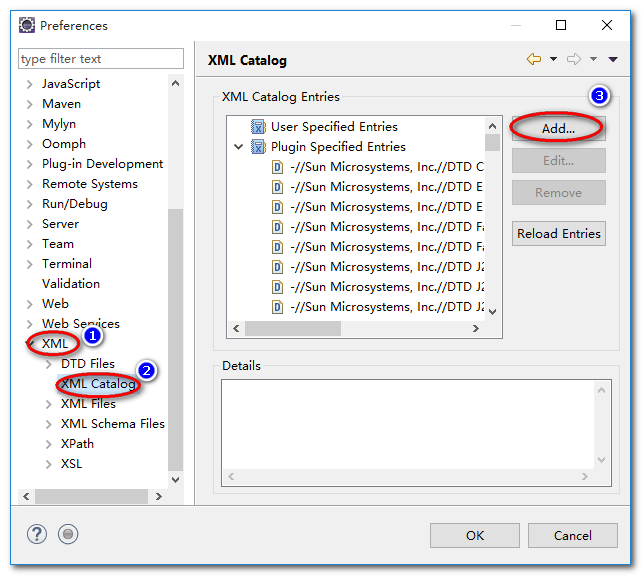 Preferences
type filter text
JavaScript
Maven
Mylyn
Oomph
Plug-in Development
Remote Systems
Run/Debug
Server
Team
Terminal
Validation
Web
Web Services
XML
1
DTD Files
XML Catalog
2
XML Files
XML Schema Files
XPath
XSL
XML Catalog
XML Catalog Entries
3
User Specified Entries
Plugin Specified Entries
-//Sun Microsystems, Inc.//DTD C
-//Sun Microsystems, Inc.//DTD E
-//Sun Microsystems, Inc.//DTD E
-//Sun Microsystems, Inc.//DTD Fa
-//Sun Microsystems, Inc.//DTD Fa
-//Sun Microsystems, Inc.//DTD J2
-//Sun Microsystems, Inc.//DTD J2
-//Sun Microsystems, Inc.//DTD J2
Add...
Edit...
Remove
Reload Entries
Details
OK
Cancel